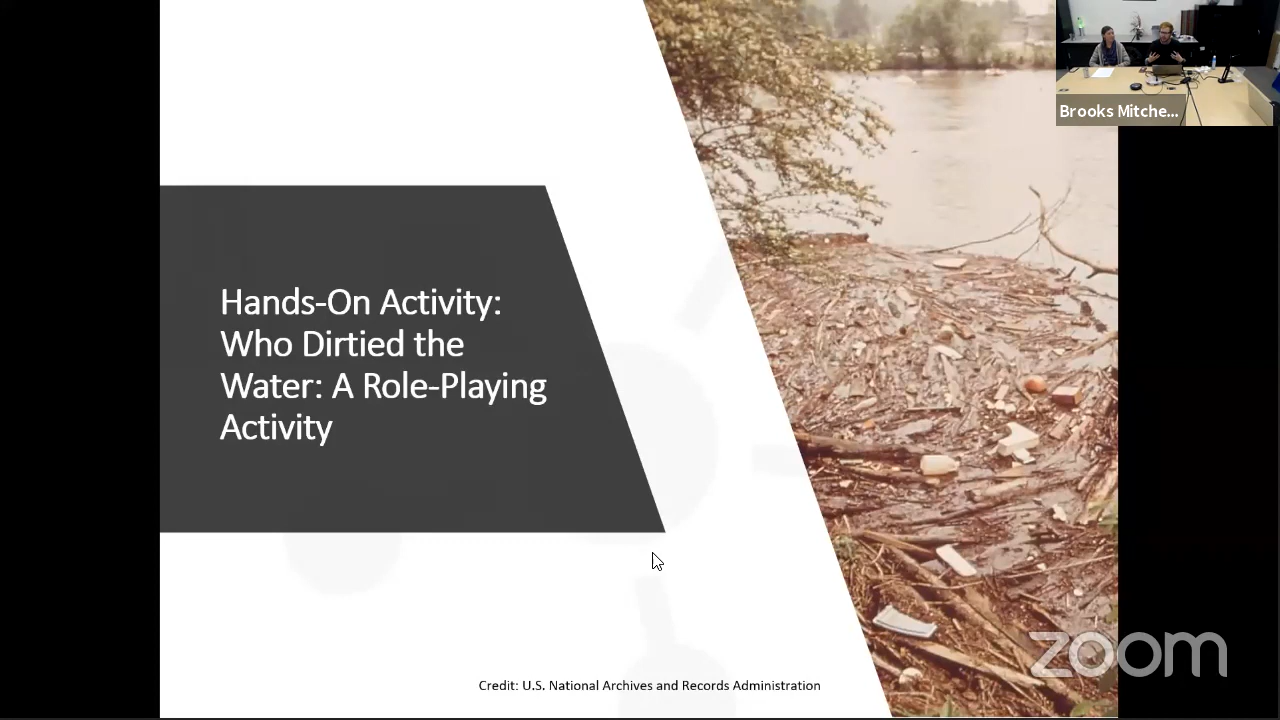 Brooks Mitche...
Hands-On Activity:
Who Dirtied the
Water: A Role-Playing
Activity
Credit: U.S. National Archives and Records Administration
zoom